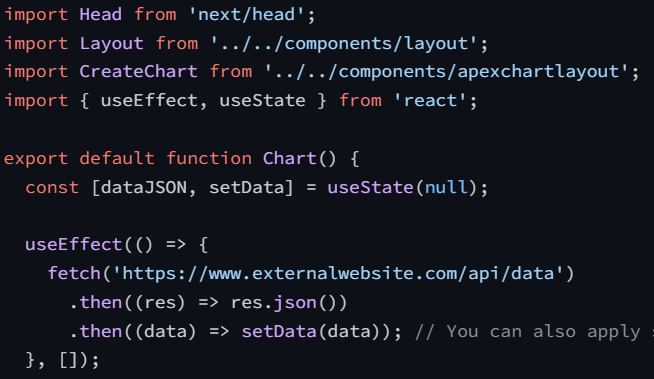 import Head from 'next/head';
import Layout from '../../components/layout';
import CreateChart from '../../components/apexchartlayout';
import { useEffect, useState } from 'react';

export default function Chart() {
  const [dataJSON, setData] = useState(null);

  useEffect(() => {
    fetch('https://www.externalwebsite.com/api/data')
      .then((res) => res.json())
      .then((data) => setData(data)); // You can also apply
  }, []);